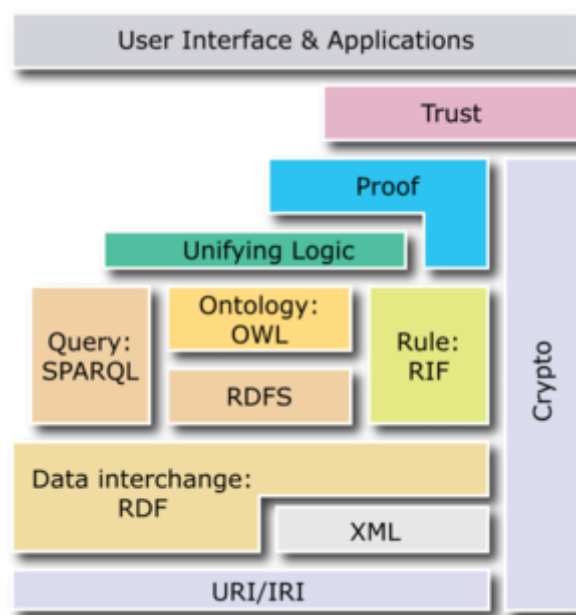 User Interface & Applications
Trust
Proof
Unifying Logic
Query:
SPARQL
Ontology:
OWL
RDFS
Rule:
RIF
Crypto
Data interchange:
RDF
XML
URI/IRI